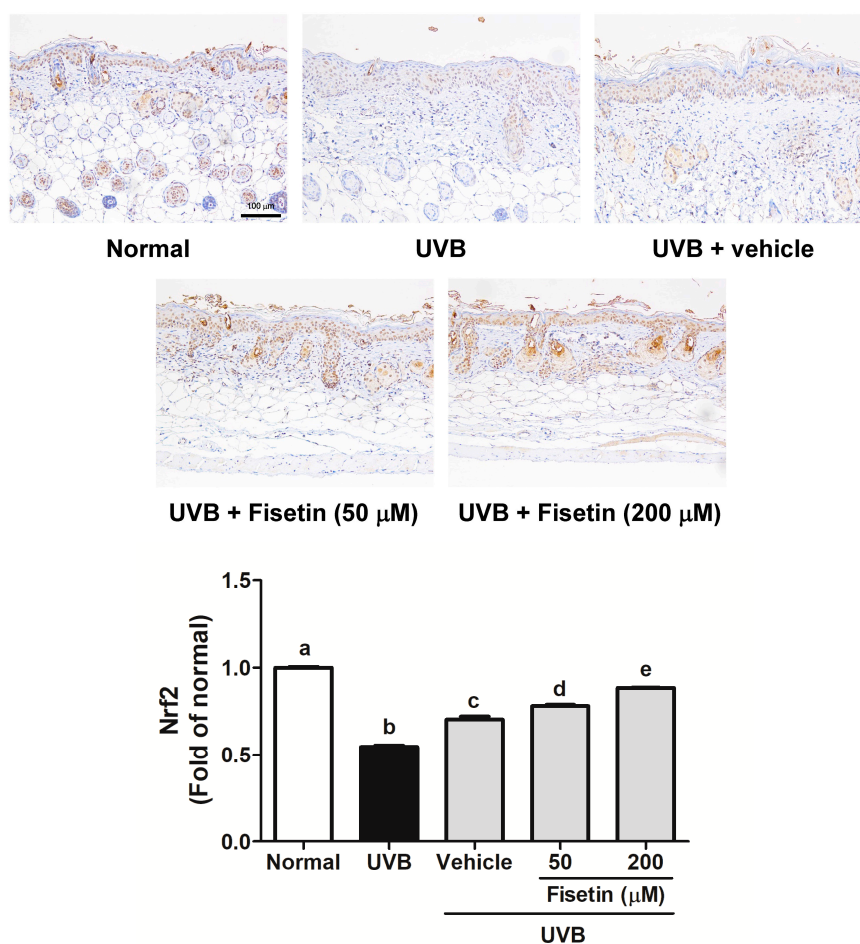 100 μm
Normal UVB UVB + vehicle
UVB + Fisetin (50 μM) UVB + Fisetin (200 μM)
1.5
1.0
0.5
0.0
Nrf2
(Fold of normal)
a
b
c
d
e
Normal UVB Vehicle 50 200
Fisetin (μM)
UVB